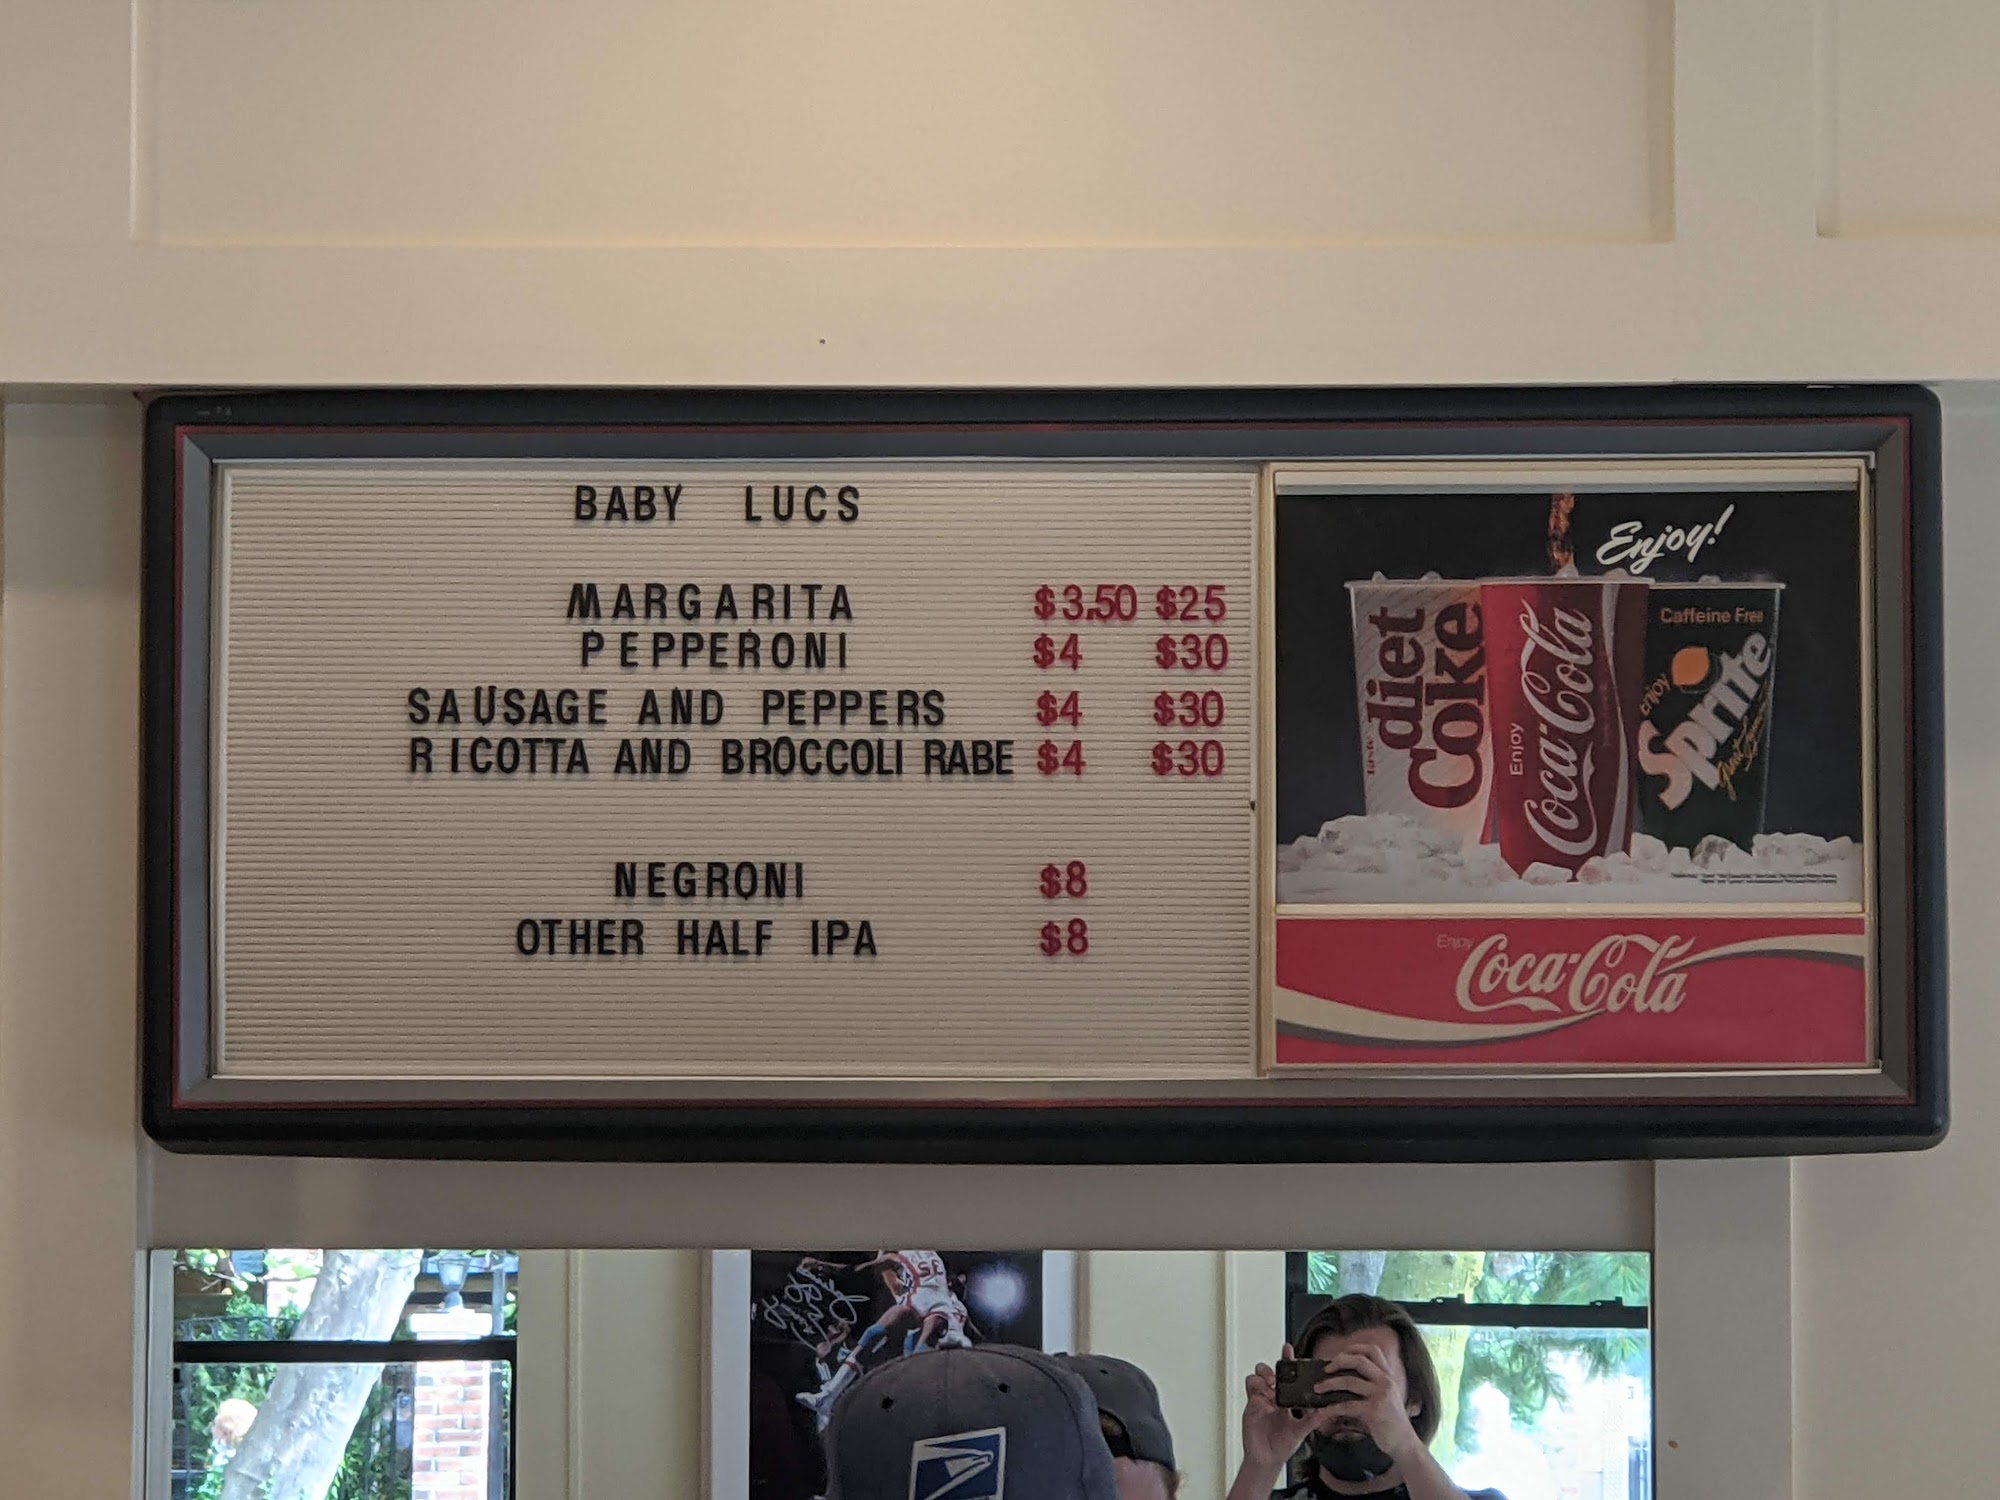 BABY LUCS
MARGARITA $3.50 $25
PEPPERONI $4 $30
SAUSAGE AND PEPPERS $4 $30
RICOTTA AND BROCCOLI RABE $4 $30
NEGRONI $8
OTHER HALF IPA $8
Enjoy!
diet
Coke
Enjoy
Coca-Cola
Caffeine Free
enjoy
Sprite
Enjoy
Coca-Cola